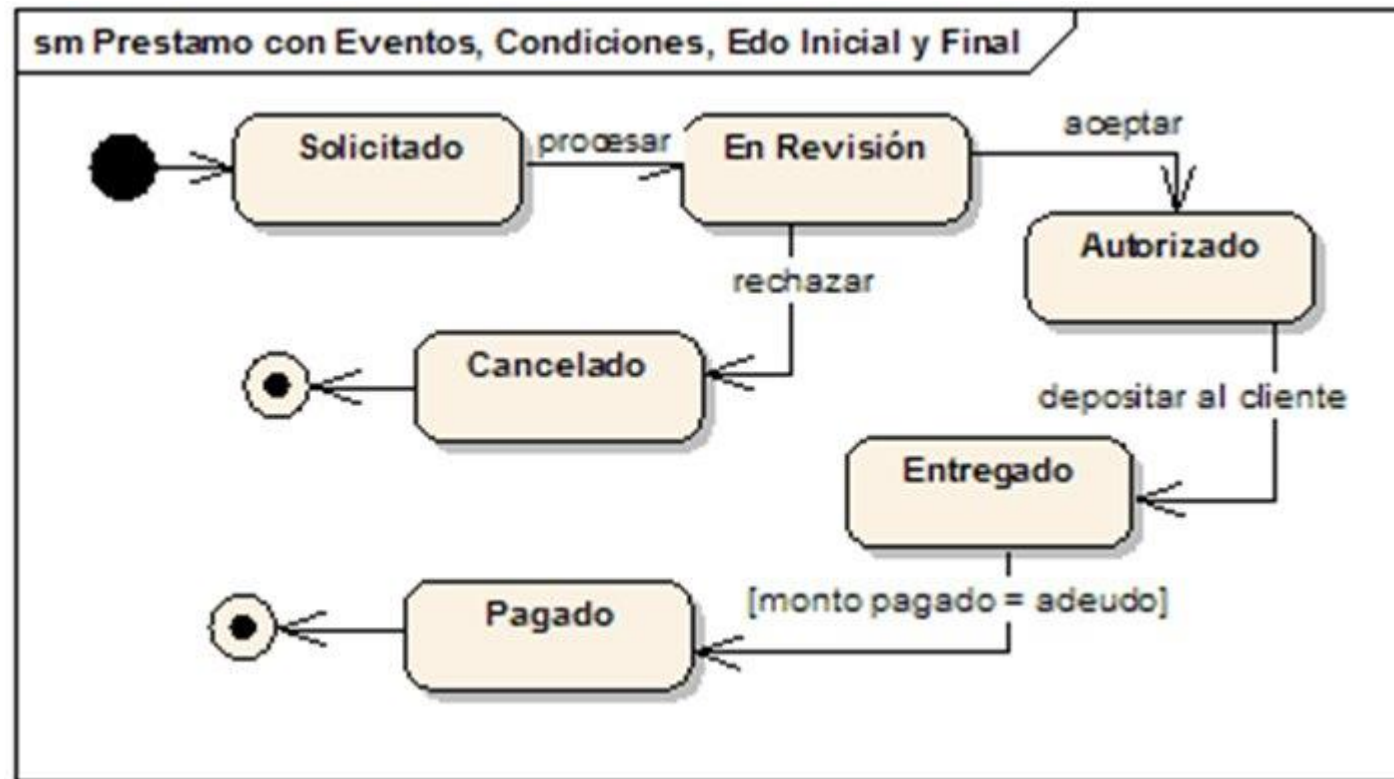 sm Prestamo con Eventos, Condiciones, Edo Inicial y Final
Solicitado
procesar
En Revisión
aceptar
Autorizado
rechazar
Cancelado
depositar al cliente
Entregado
[monto pagado = adeudo]
Pagado